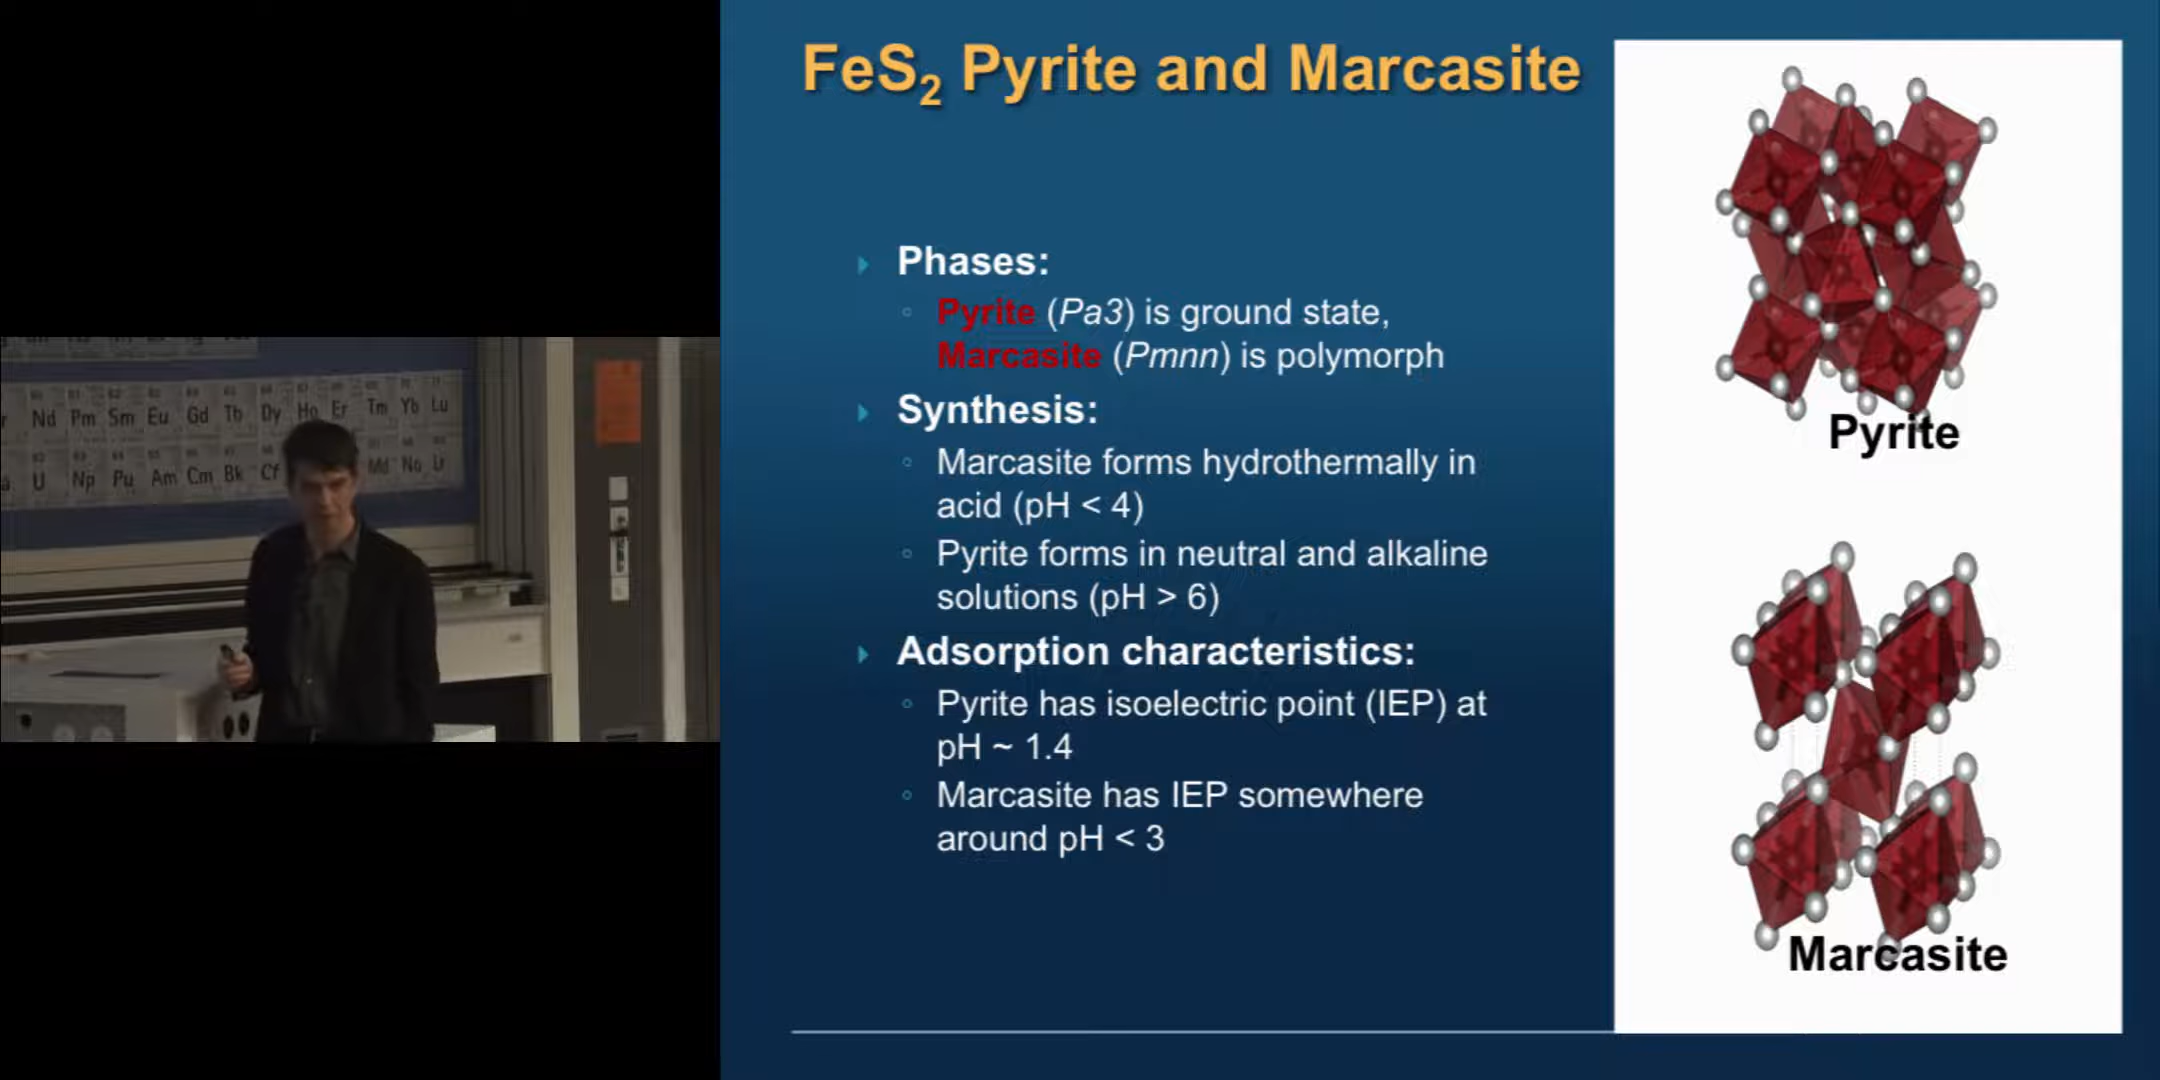 FeS₂ Pyrite and Marcasite
Phases:
Pyrite (Pa3) is ground state,
Marcasite (Pmnn) is polymorph
Synthesis:
Marcasite forms hydrothermally in
acid (pH < 4)
Pyrite forms in neutral and alkaline
solutions (pH > 6)
Adsorption characteristics:
Pyrite has isoelectric point (IEP) at
pH ~ 1.4
Marcasite has IEP somewhere
around pH < 3
Pyrite
Marcasite
Nd Pm Sm Eu Gd Tb Dy Ho Er Tm Yb Lu
U Np Pu Am Cm Bk Cf Md No Lr